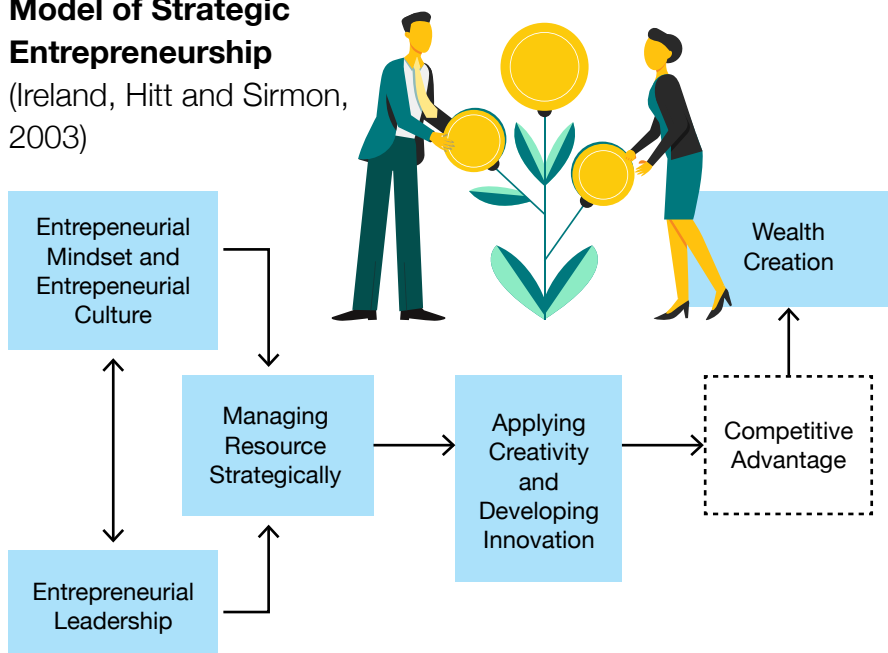 Model of Strategic
Entrepreneurship
(Ireland, Hitt and Sirmon,
2003)
Entrepeneurial
Mindset and
Entrepeneurial
Culture
Wealth
Creation
Managing
Resource
Strategically
Applying
Creativity
and
Developing
Innovation
Competitive
Advantage
Entrepreneurial
Leadership